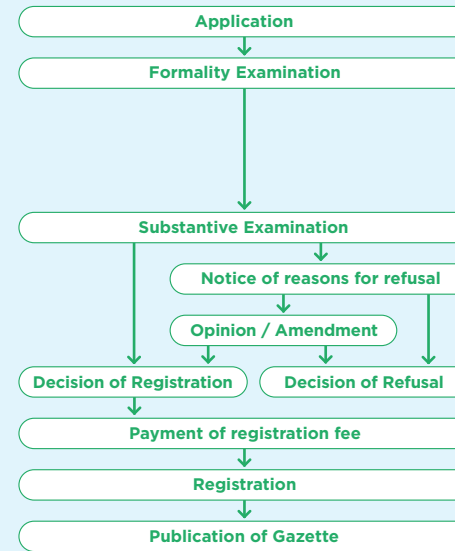 Application
Formality Examination
Substantive Examination
Notice of reasons for refusal
Opinion / Amendment
Decision of Registration
Decision of Refusal
Payment of registration fee
Registration
Publication of Gazette